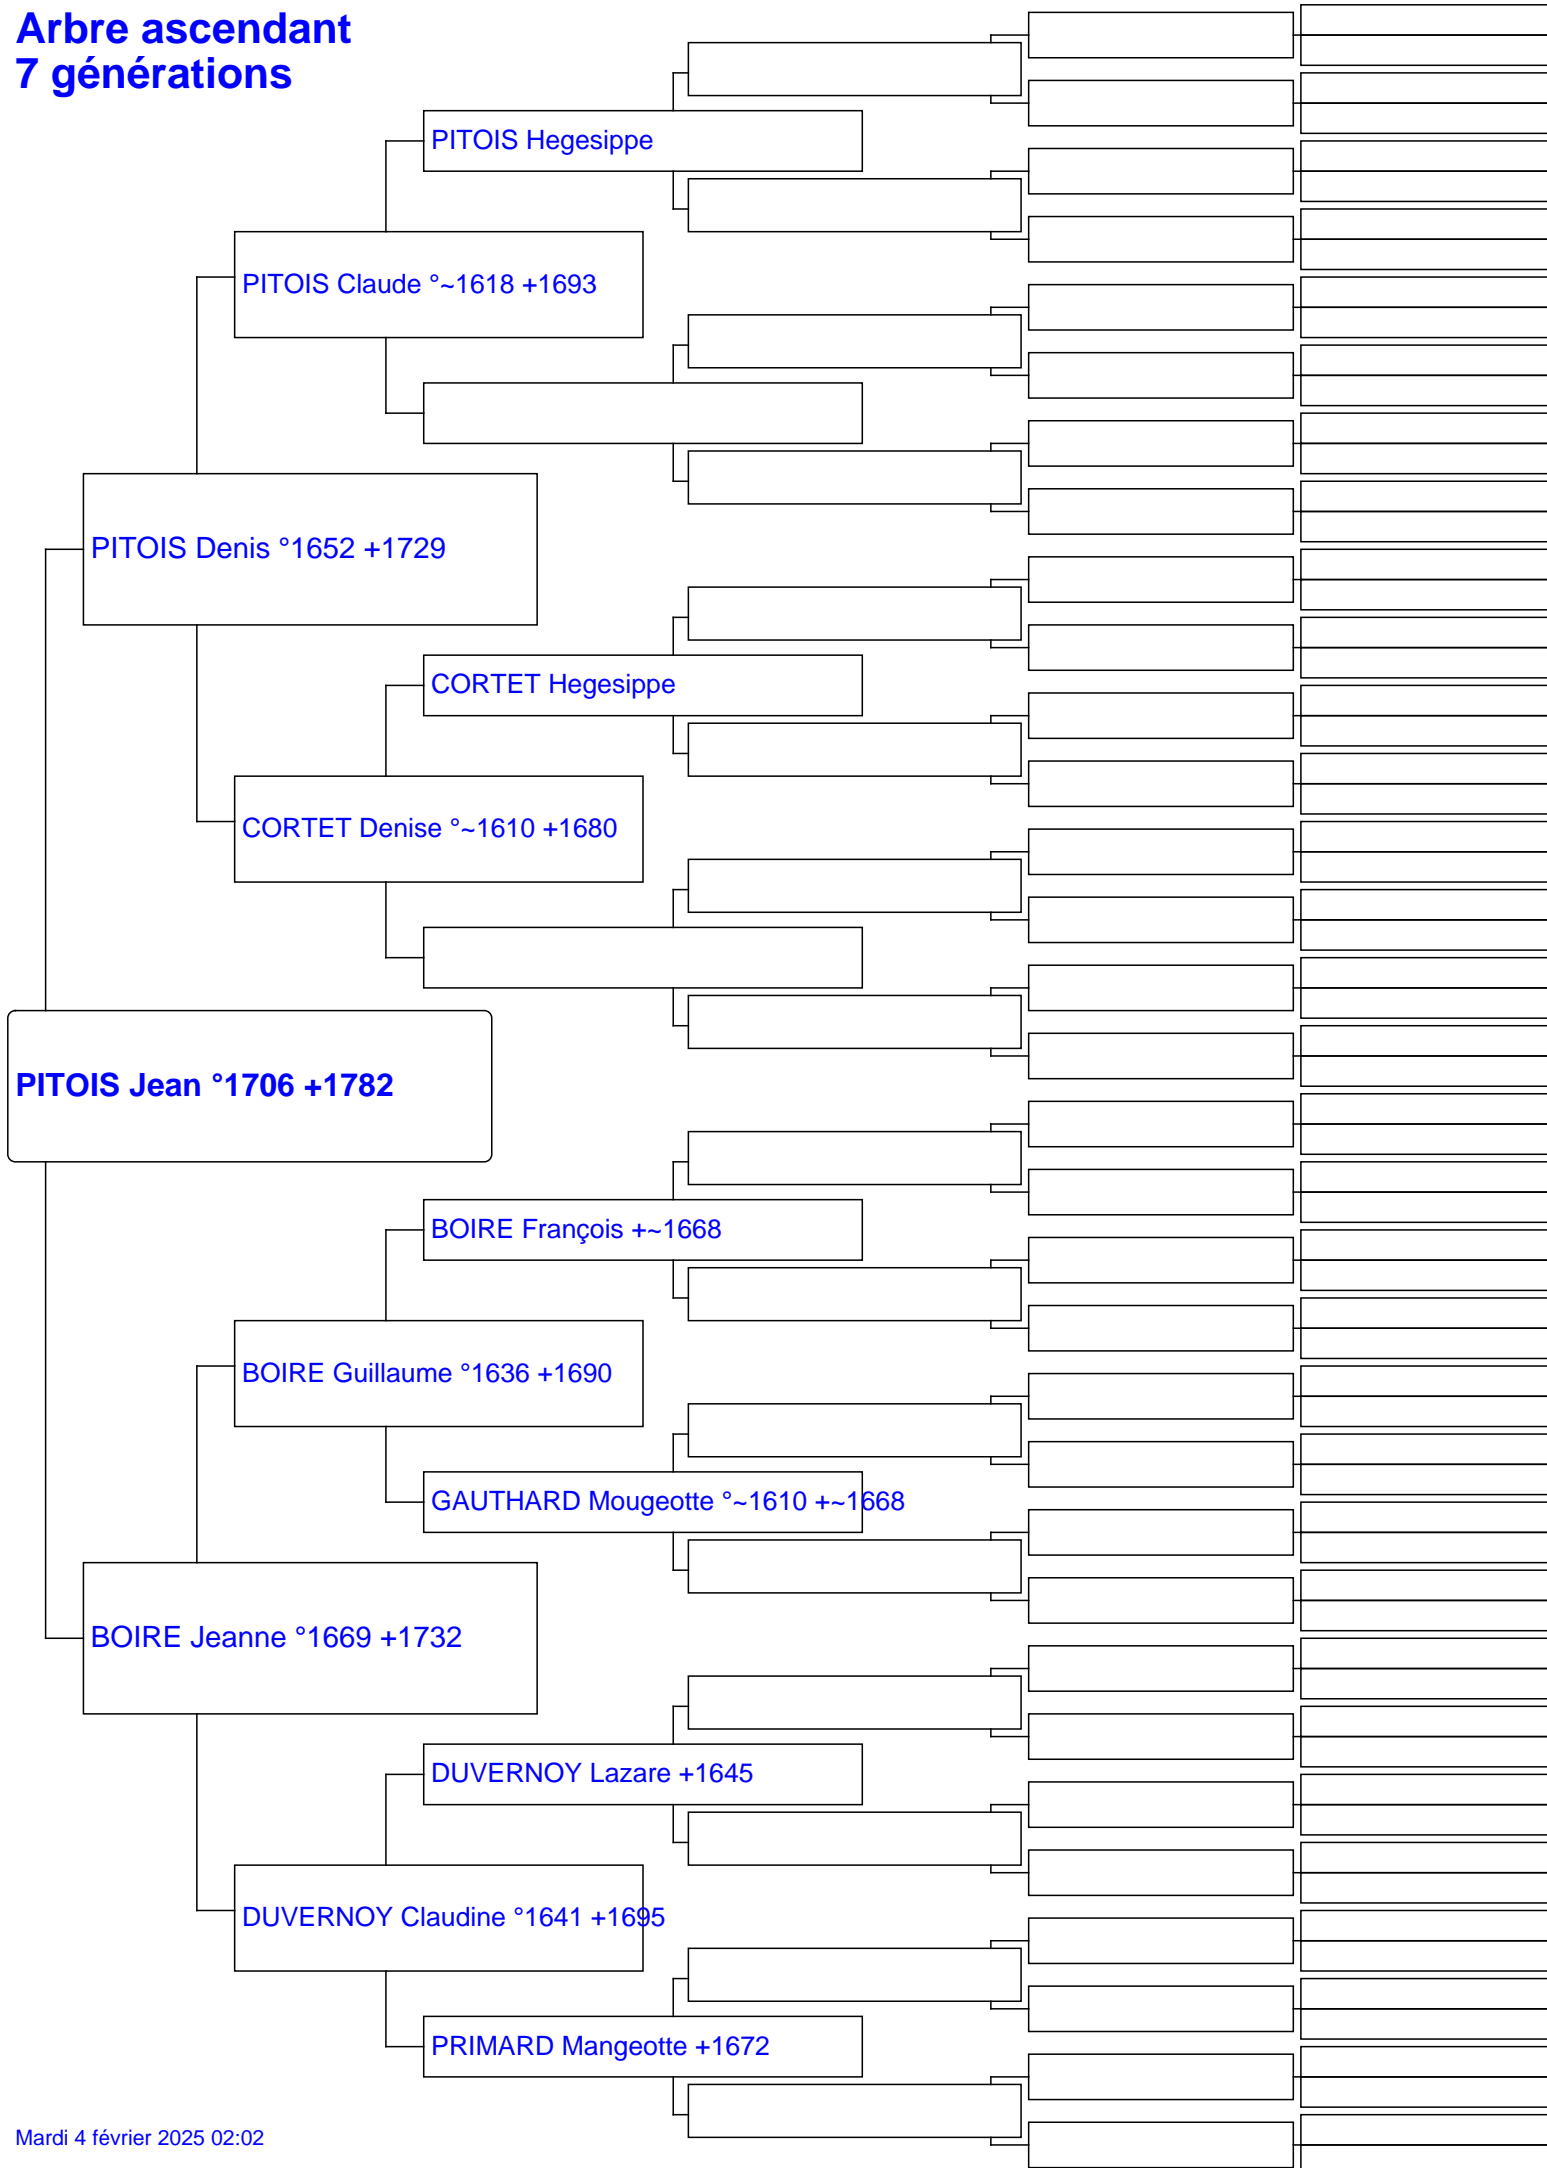 Arbre ascendant
7 générations
PITOIS Hegesippe
PITOIS Claude °~1618 +1693
PITOIS Denis °1652 +1729
CORTET Hegesippe
CORTET Denise °~1610 +1680
PITOIS Jean °1706 +1782
BOIRE François +~1668
BOIRE Guillaume °1636 +1690
GAUTHARD Mougeotte °~1610 +~1668
BOIRE Jeanne °1669 +1732
DUVERNOY Lazare +1645
DUVERNOY Claudine °1641 +1695
PRIMARD Mangeotte +1672
Mardi 4 février 2025 02:02